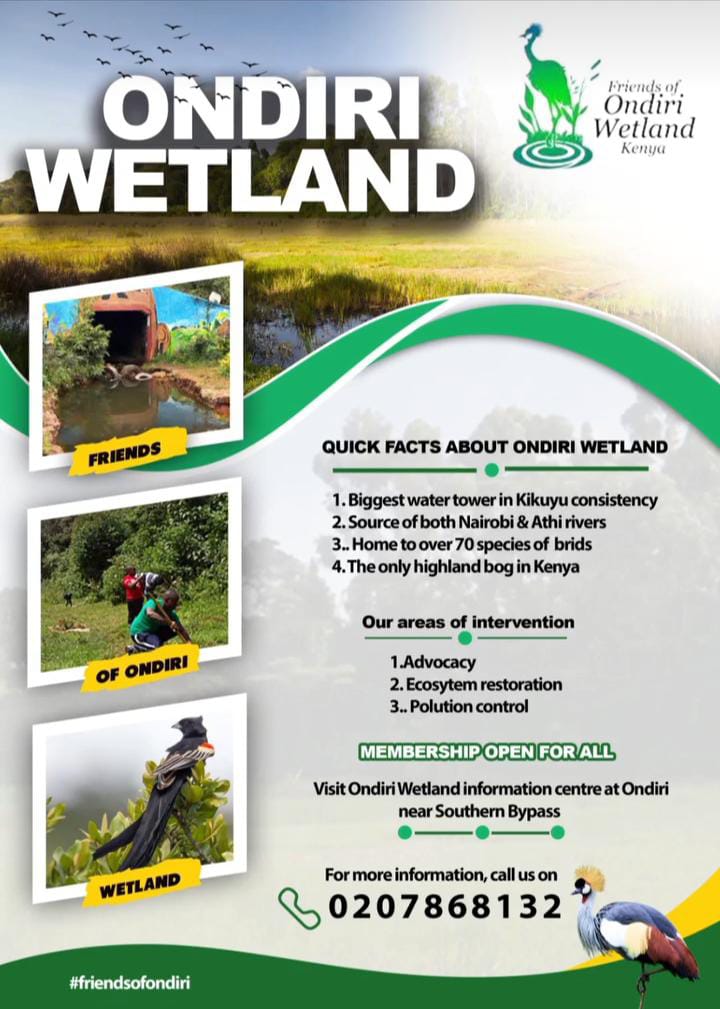 ONDIRI
WETLAND
Friends of
Ondiri
Wetland
Kenya
FRIENDS
OF ONDIRI
WETLAND
QUICK FACTS ABOUT ONDIRI WETLAND
1. Biggest water tower in Kikuyu consistency
2. Source of both Nairobi & Athi rivers
3.. Home to over 70 species of brids
4.The only highland bog in Kenya
Our areas of intervention
1.Advocacy
2. Ecosytem restoration
3.. Polution control
MEMBERSHIP OPEN FOR ALL
Visit Ondiri Wetland information centre at Ondiri
near Southern Bypass
For more information, call us on
0207868132
#friendsofondiri